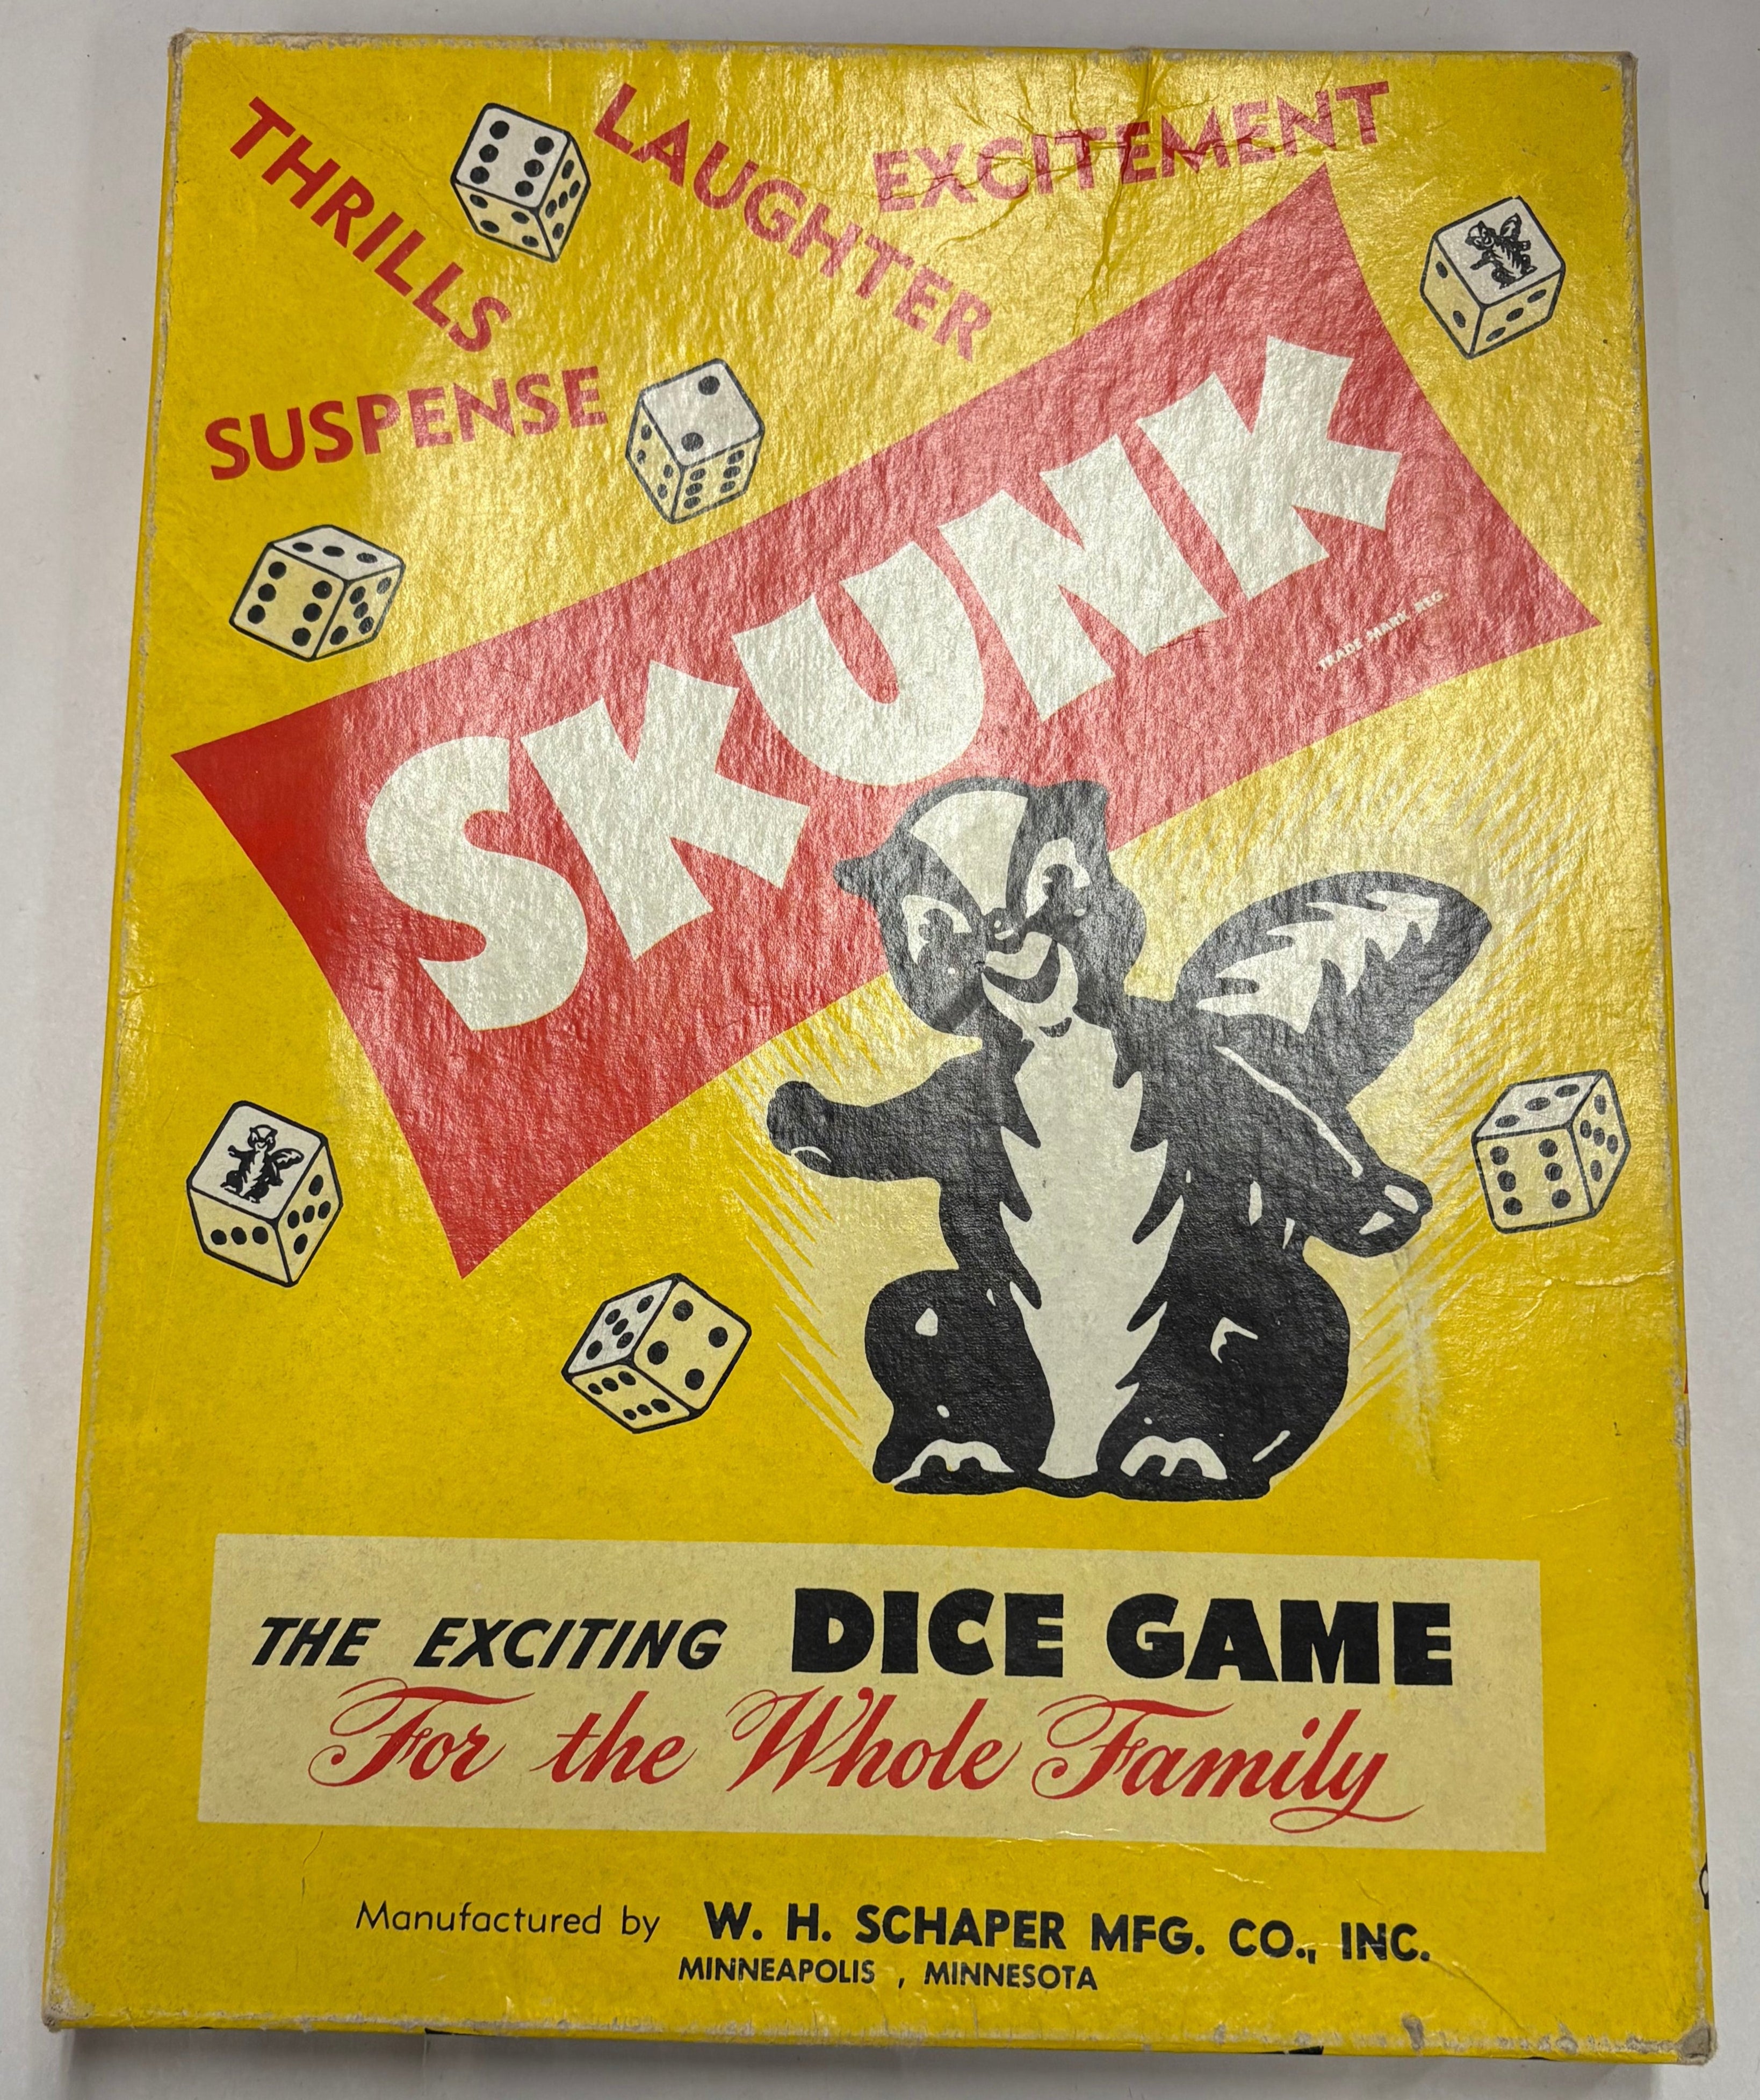 THRILLS
LAUGHTER
EXCITEMENT
SUSPENSE
SKUNK
TRADE MARK REG.
THE EXCITING DICE GAME
For the Whole Family
Manufactured by W. H. SCHAPER MFG. CO., INC.
MINNEAPOLIS , MINNESOTA